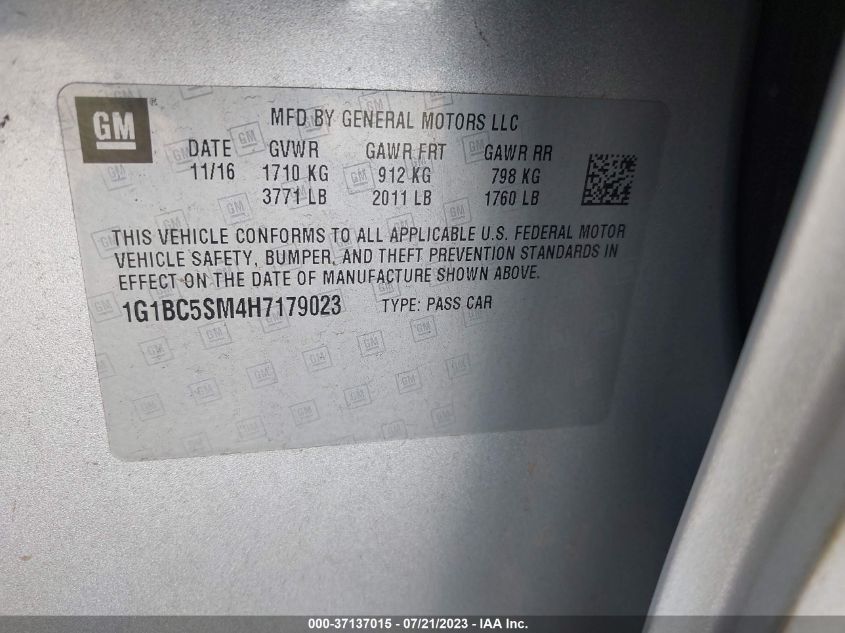 GM
MFD BY GENERAL MOTORS LLC
DATE GVWR GAWR FRT GAWR RR
11/16 1710 KG 912 KG 798 KG
3771 LB 2011 LB 1760 LB
THIS VEHICLE CONFORMS TO ALL APPLICABLE U.S. FEDERAL MOTOR
VEHICLE SAFETY, BUMPER, AND THEFT PREVENTION STANDARDS IN
EFFECT ON THE DATE OF MANUFACTURE SHOWN ABOVE.
1G1BC5SM4H7179023 TYPE: PASS CAR
000-37137015 - 07/21/2023 - IAA Inc.